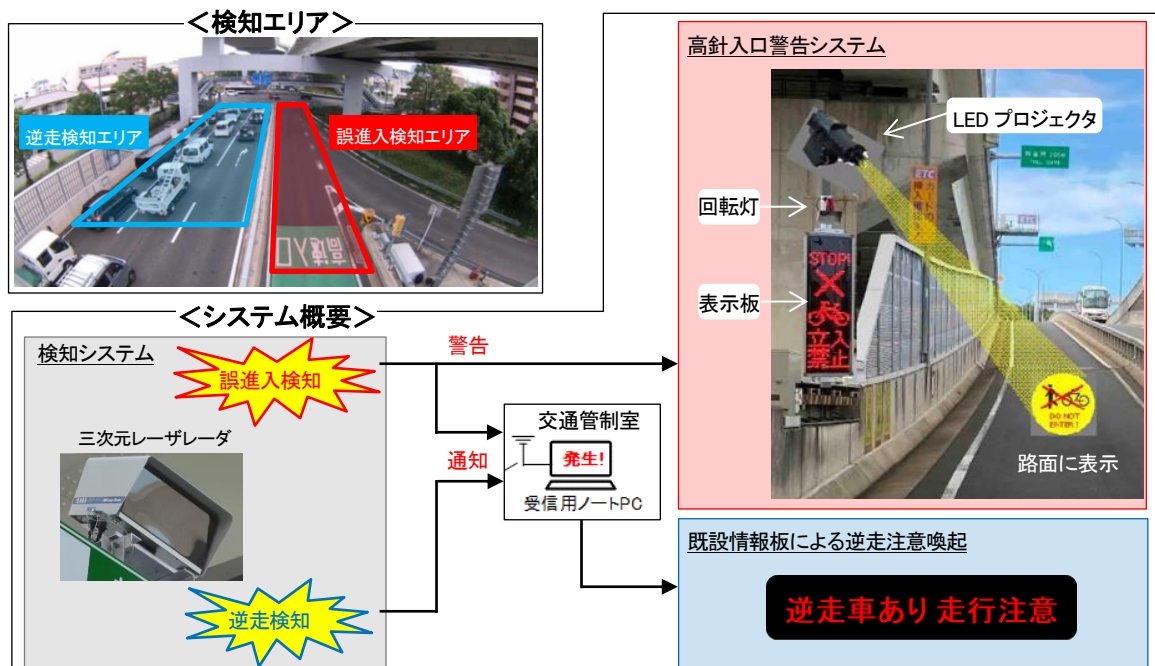 ＜検知エリア＞
逆走検知エリア
誤進入検知エリア
高針
入口
＜システム概要＞
検知システム
誤進入検知
三次元レーザレーダ
逆走検知
警告
通知
交通管制室
発生!
受信用ノートPC
高針入口警告システム
LED プロジェクタ
回転灯
表示板
STOP!
立入
禁止
ETC
DO NOT
ENTER!
路面に表示
既設情報板による逆走注意喚起
逆走車あり 走行注意